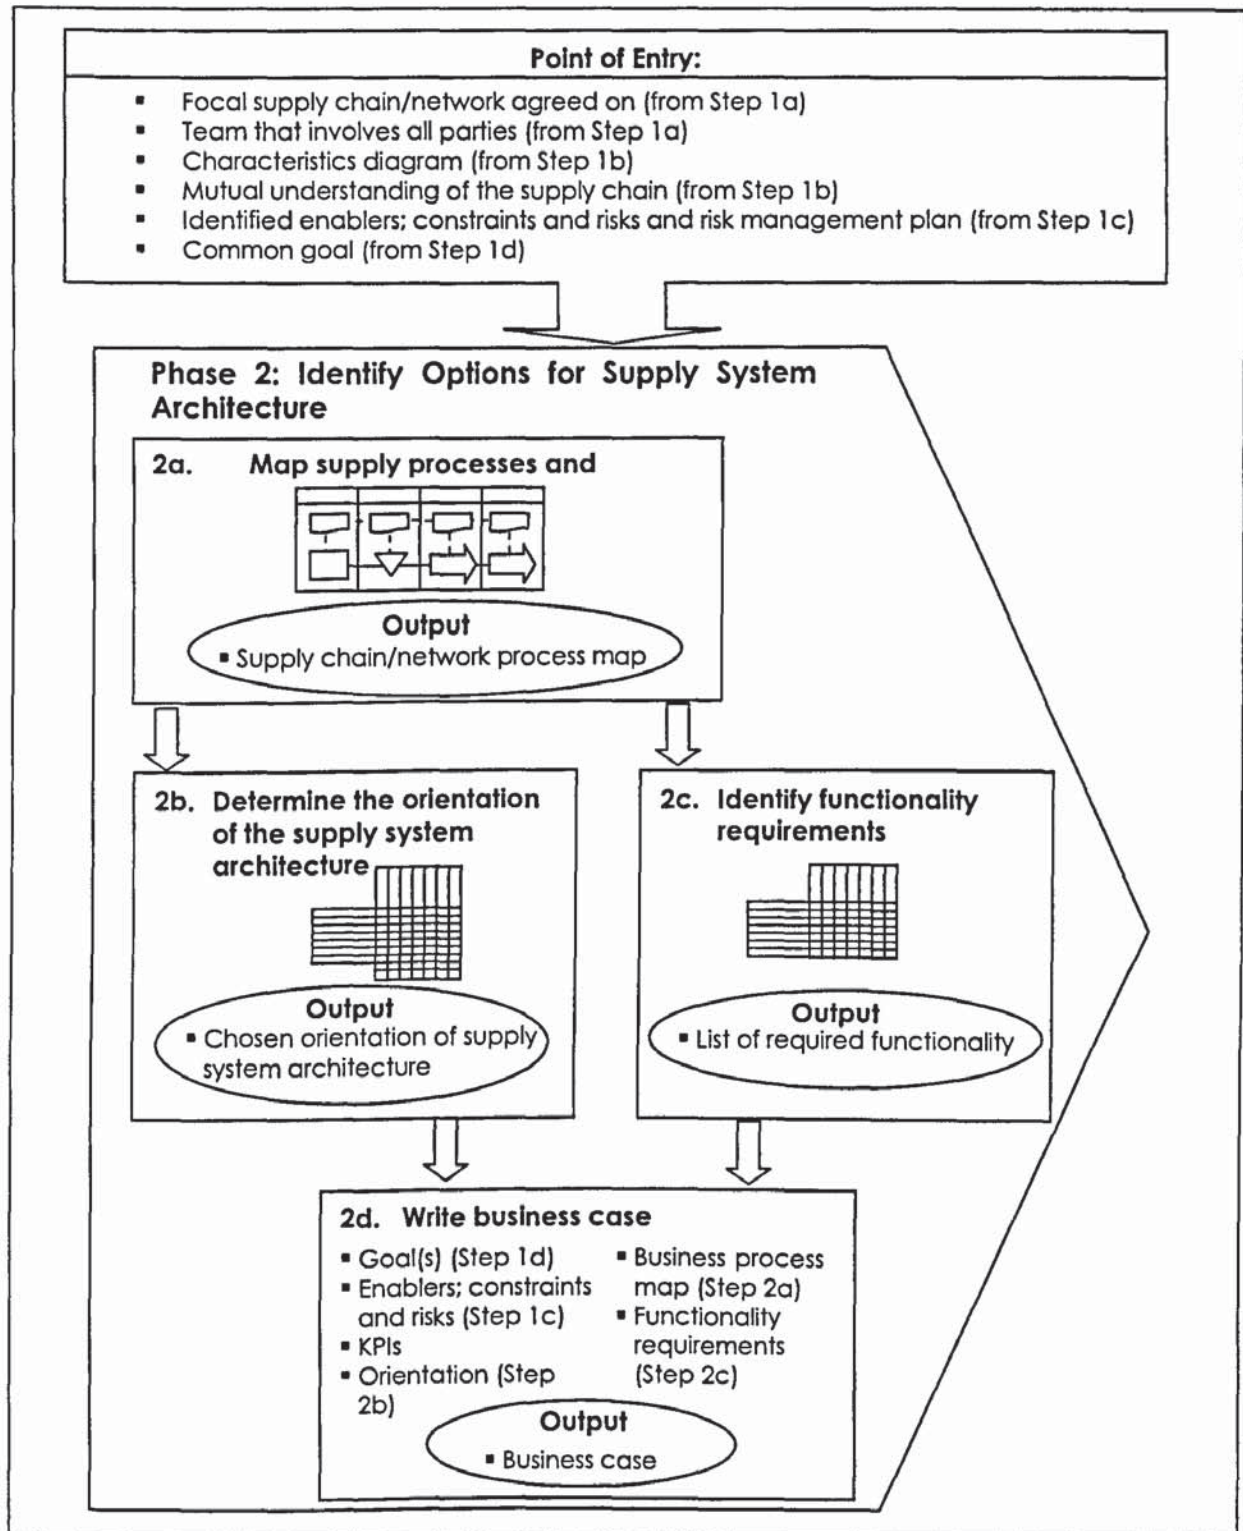 Point of Entry:
▪ Focal supply chain/network agreed on (from Step 1a)
▪ Team that involves all parties (from Step 1a)
▪ Characteristics diagram (from Step 1b)
▪ Mutual understanding of the supply chain (from Step 1b)
▪ Identified enablers; constraints and risks and risk management plan (from Step 1c)
▪ Common goal (from Step 1d)
Phase 2: Identify Options for Supply System
Architecture
2a. Map supply processes and
Output
▪ Supply chain/network process map
2b. Determine the orientation
of the supply system
architecture
Output
▪ Chosen orientation of supply
system architecture
2c. Identify functionality
requirements
Output
▪ List of required functionality
2d. Write business case
▪ Goal(s) (Step 1d)
▪ Enablers; constraints
and risks (Step 1c)
▪ KPIs
▪ Orientation (Step
2b)
▪ Business process
map (Step 2a)
▪ Functionality
requirements
(Step 2c)
Output
▪ Business case